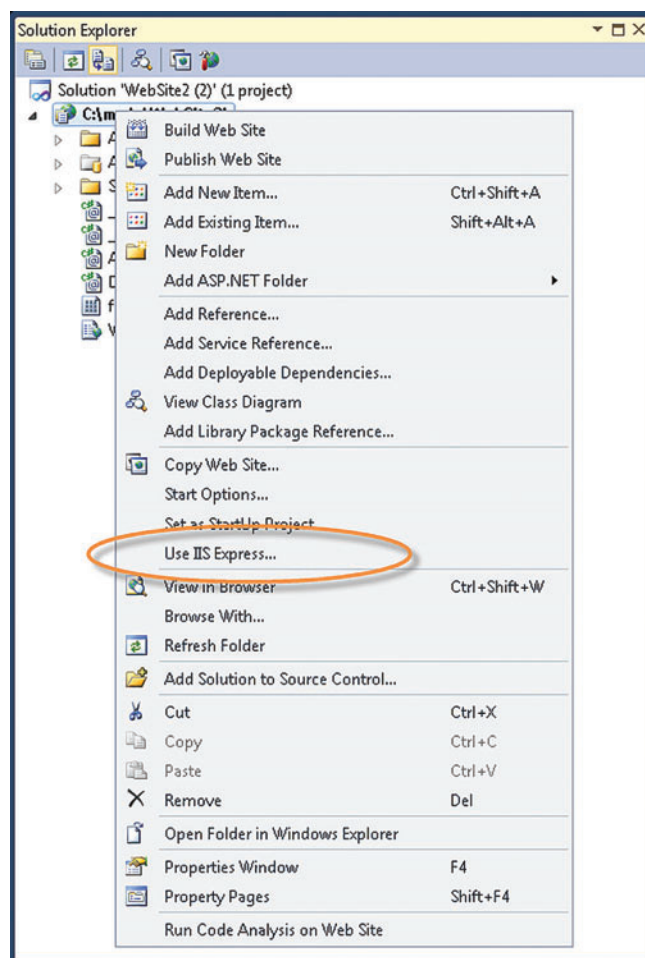 Solution Explorer
Solution 'WebSite2 (2)' (1 project)
Build Web Site
Publish Web Site
Add New Item... Ctrl+Shift+A
Add Existing Item... Shift+Alt+A
New Folder
Add ASP.NET Folder
Add Reference...
Add Service Reference...
Add Deployable Dependencies...
View Class Diagram
Add Library Package Reference...
Copy Web Site...
Start Options...
Set as StartUp Project
Use IIS Express...
View in Browser Ctrl+Shift+W
Browse With...
Refresh Folder
Add Solution to Source Control...
Cut Ctrl+X
Copy Ctrl+C
Paste Ctrl+V
Remove Del
Open Folder in Windows Explorer
Properties Window F4
Property Pages Shift+F4
Run Code Analysis on Web Site